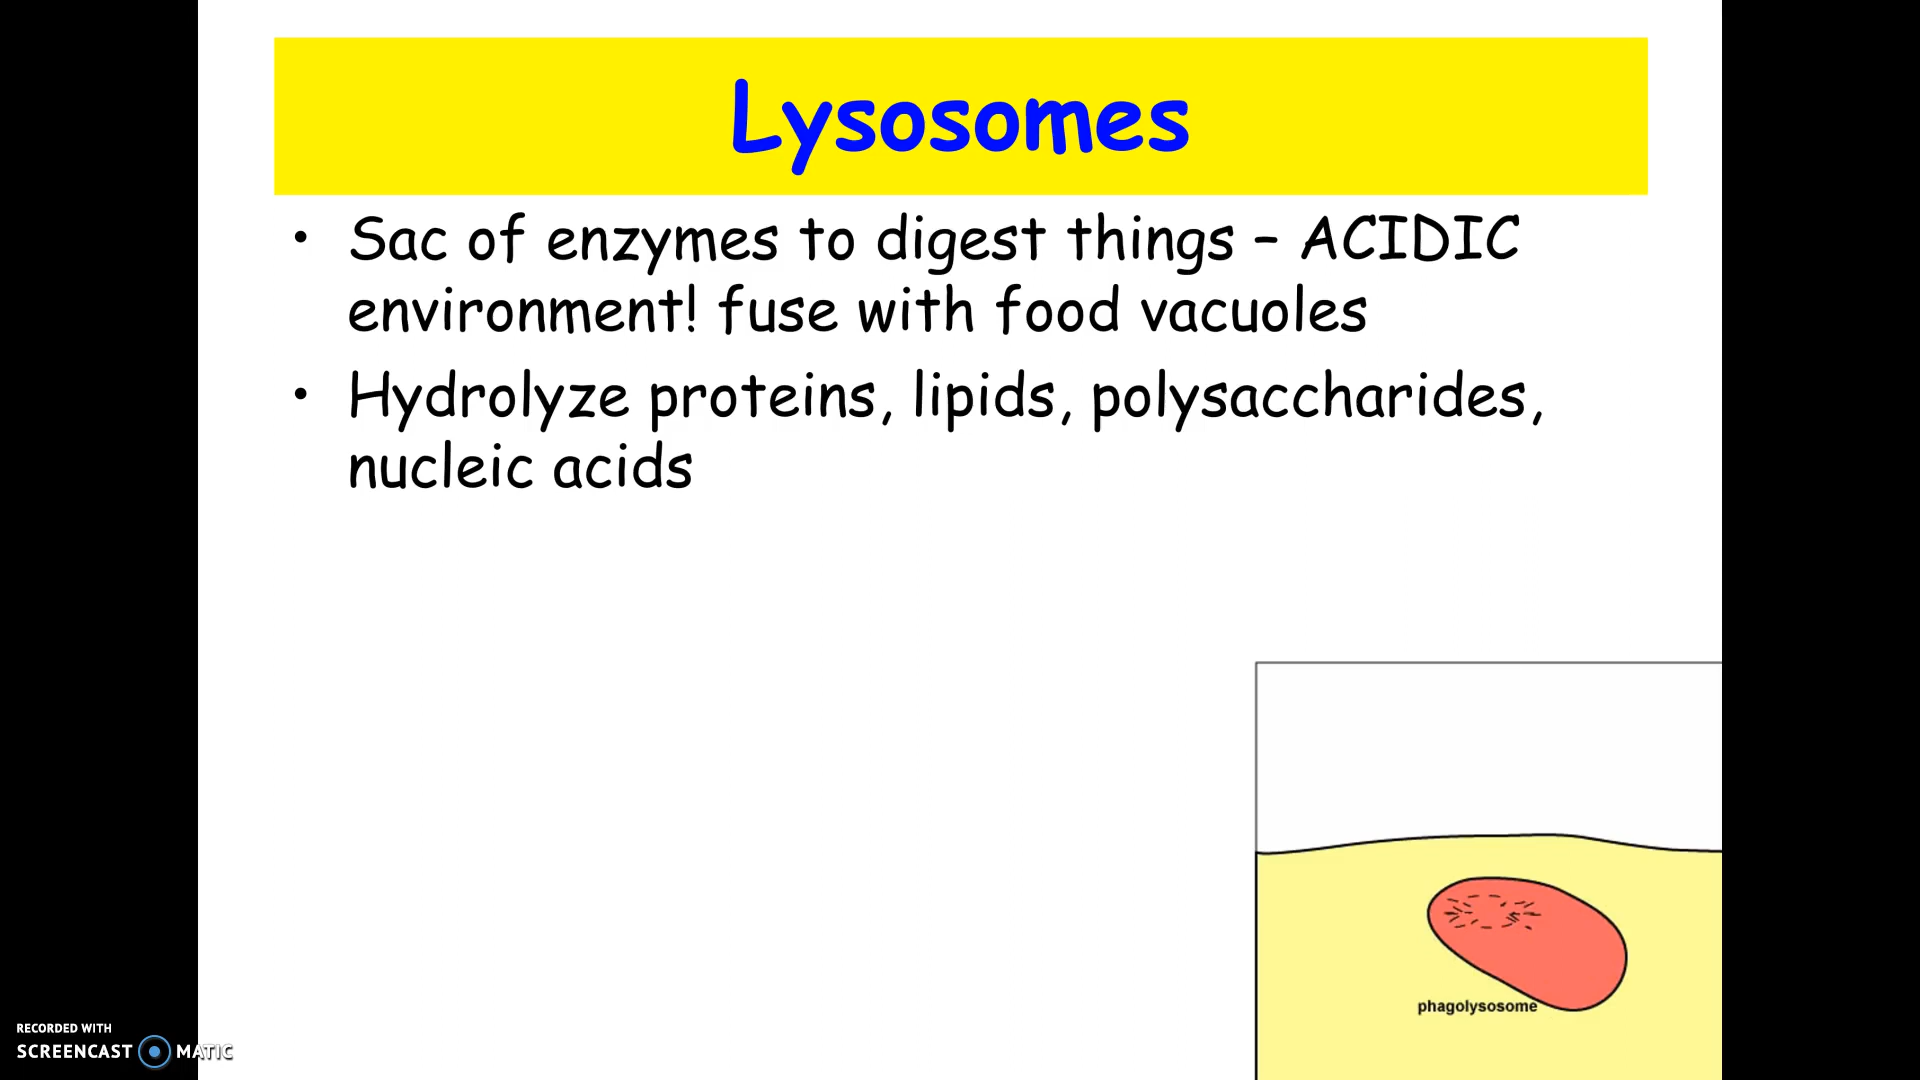 Lysosomes
• Sac of enzymes to digest things – ACIDIC
environment! fuse with food vacuoles
• Hydrolyze proteins, lipids, polysaccharides,
nucleic acids
phagolysosome
RECORDED WITH
SCREENCAST MATIC